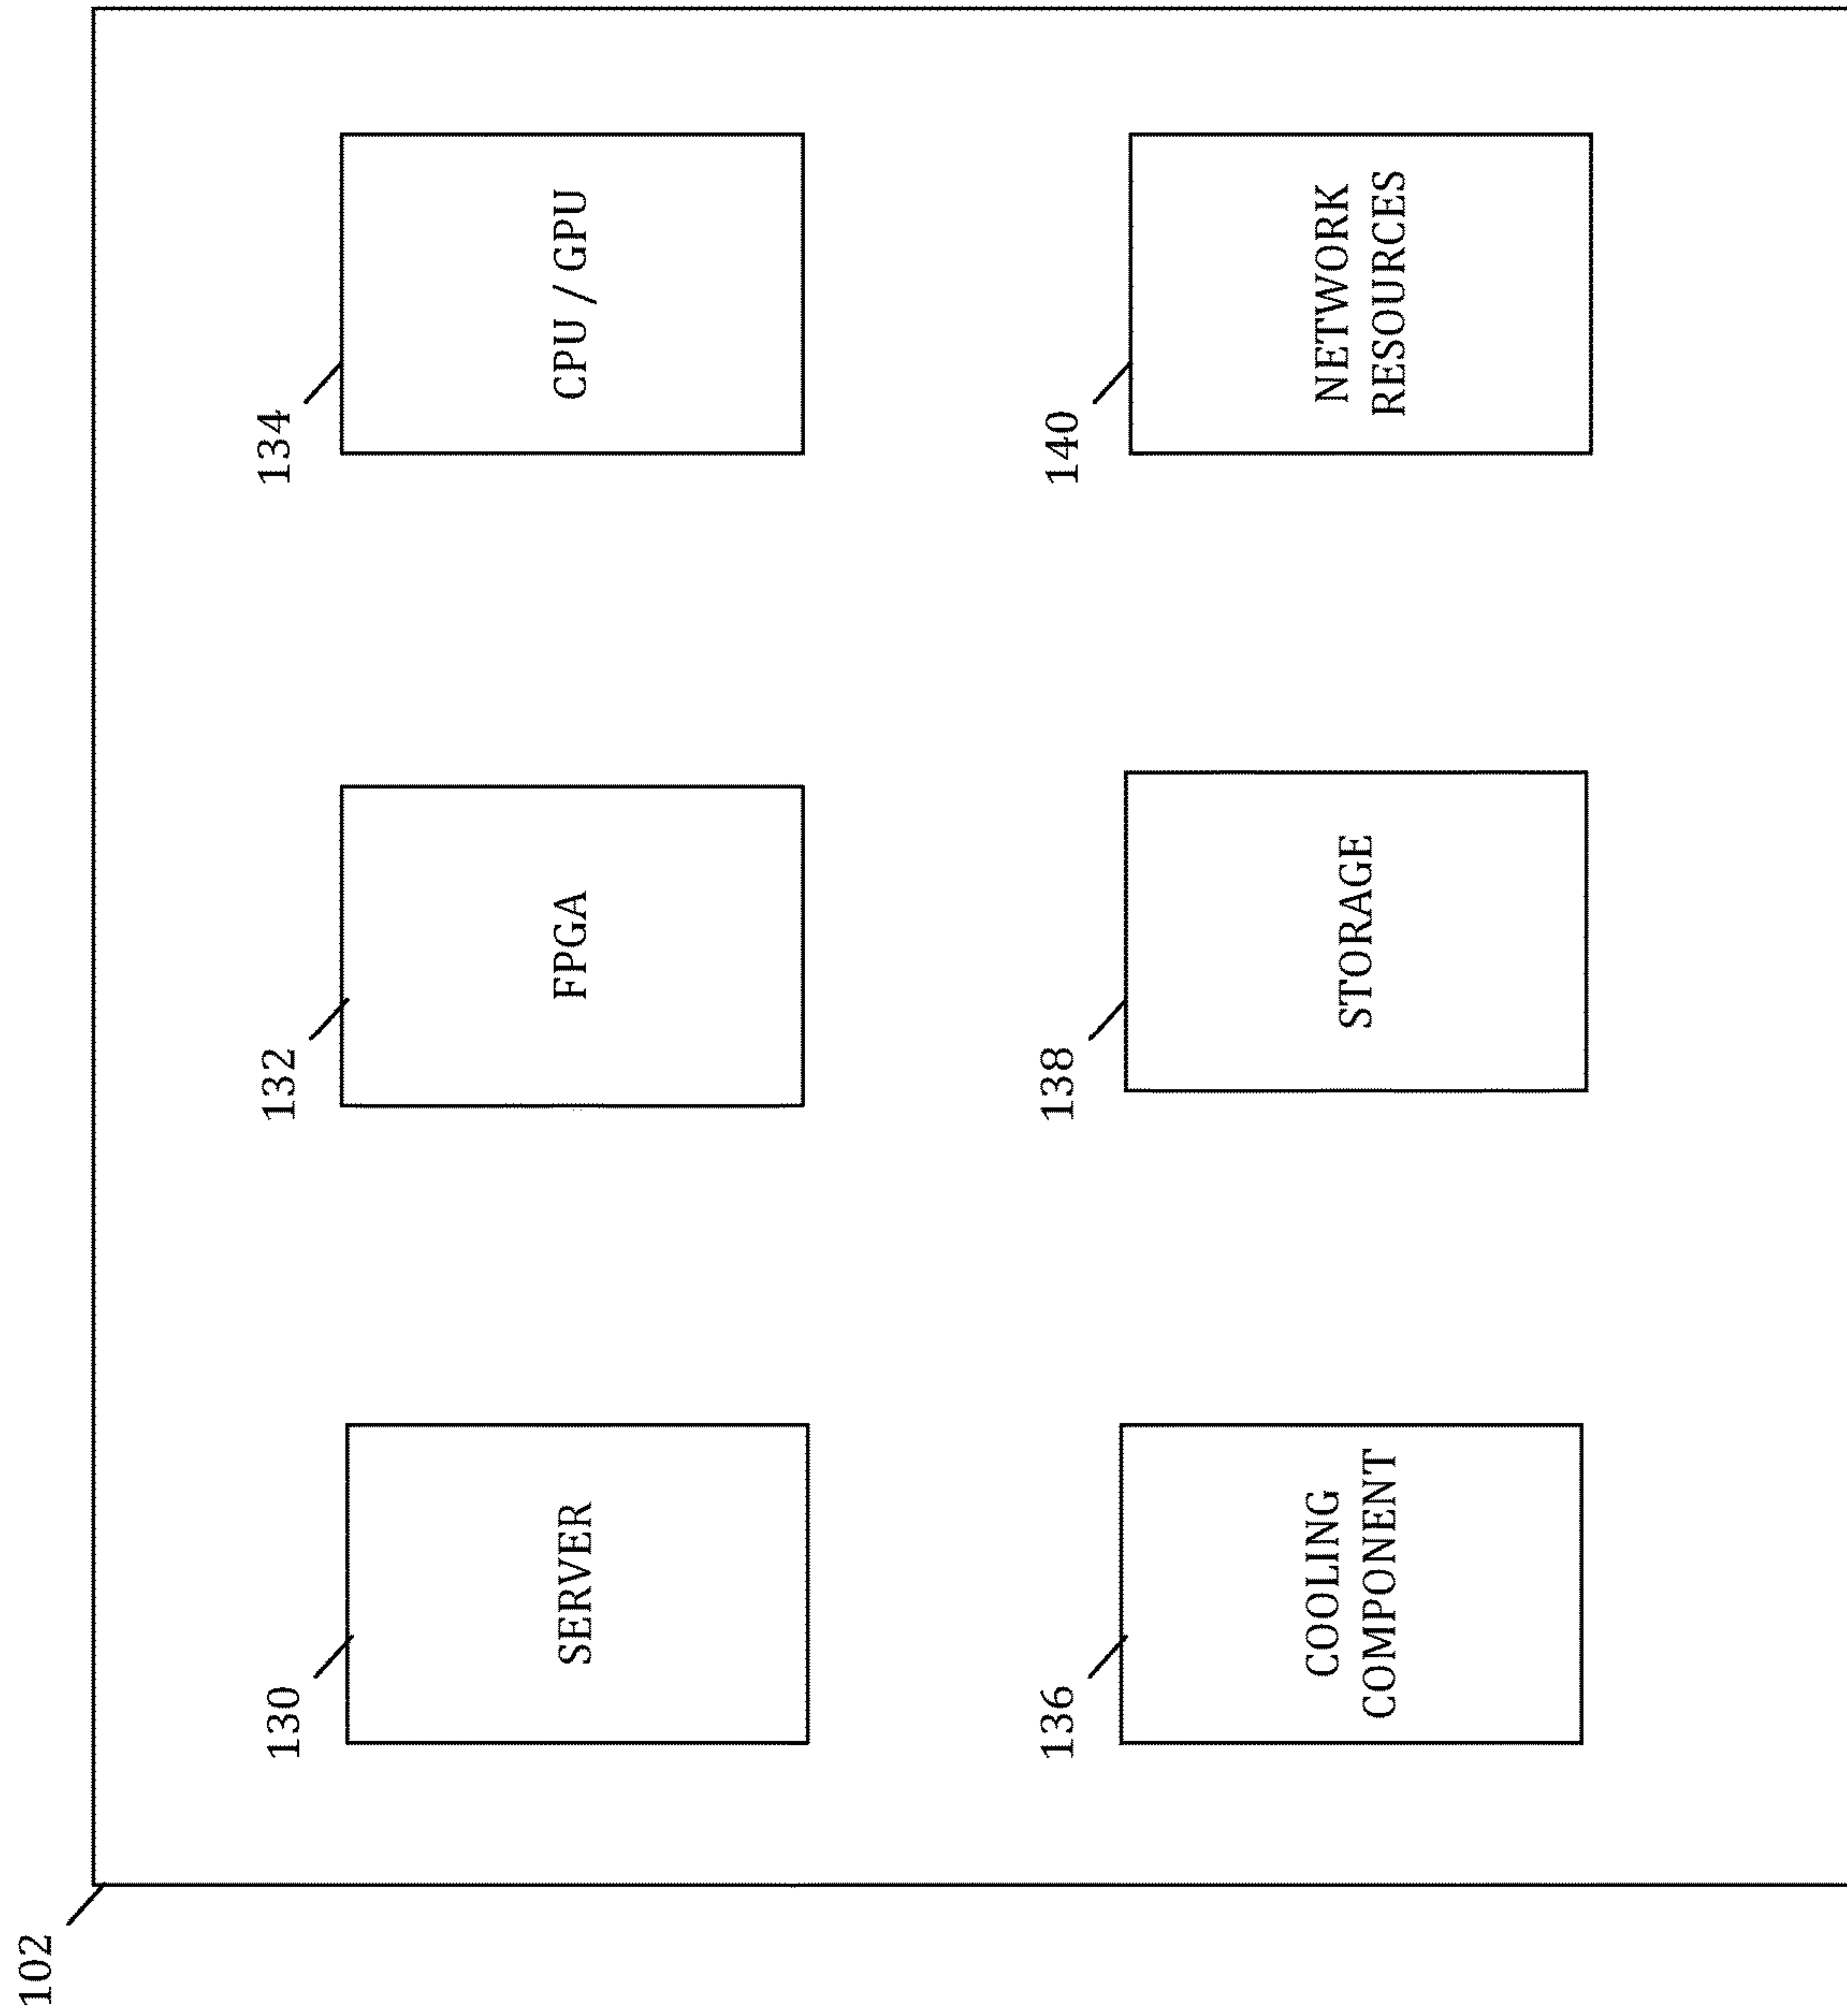 102
130
SERVER
132
FPGA
134
CPU / GPU
136
COOLING
COMPONENT
138
STORAGE
140
NETWORK
RESOURCES